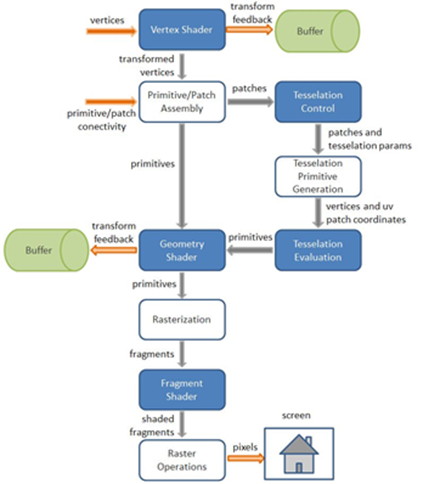 vertices
Vertex Shader
transform
feedback
Buffer
transformed
vertices
primitive/patch
conectivity
Primitive/Patch
Assembly
patches
Tesselation
Control
patches and
tesselation params
primitives
Tesselation
Primitive
Generation
vertices and uv
patch coordinates
transform
feedback
Buffer
Geometry
Shader
primitives
Tesselation
Evaluation
primitives
Rasterization
fragments
Fragment
Shader
shaded
fragments
screen
Raster
Operations
pixels